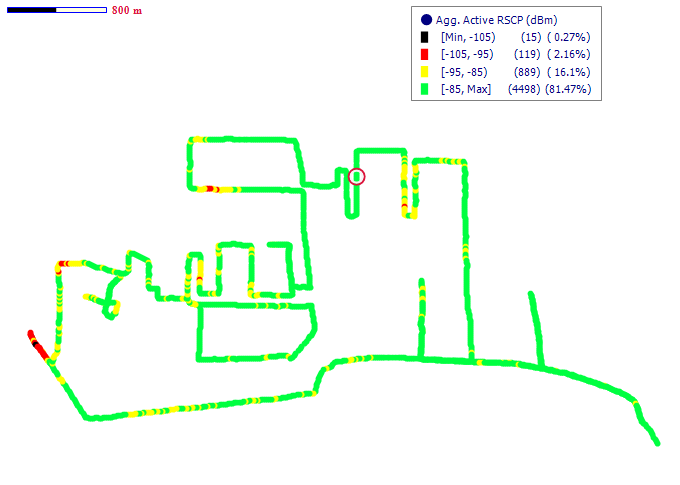 800 m
Agg. Active RSCP (dBm)
[Min, -105) (15) ( 0.27%)
[-105, -95) (119) ( 2.16%)
[-95, -85) (889) ( 16.1%)
[-85, Max] (4498) (81.47%)